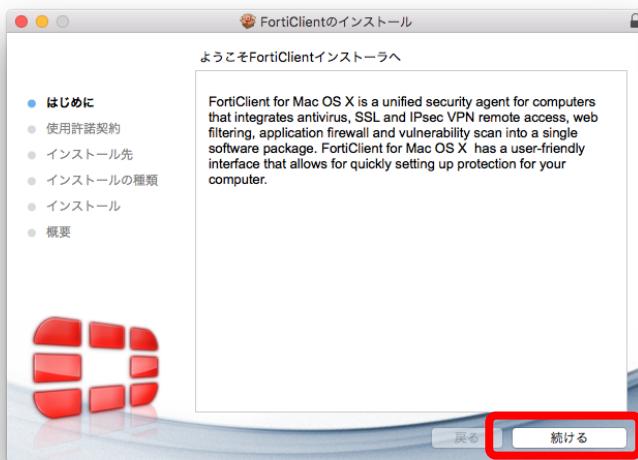 FortiClientのインストール
ようこそFortiClientインストーラへ
はじめに
使用許諾契約
インストール先
インストールの種類
インストール
概要
FortiClient for Mac OS X is a unified security agent for computers
that integrates antivirus, SSL and IPsec VPN remote access, web
filtering, application firewall and vulnerability scan into a single
software package. FortiClient for Mac OS X  has a user-friendly
interface that allows for quickly setting up protection for your
computer.
戻る
続ける